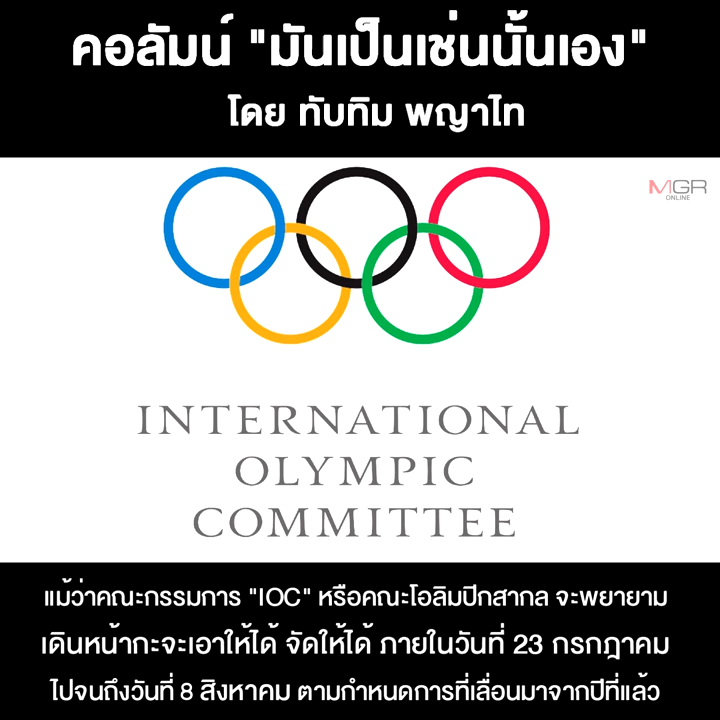 คอลัมน์ "มันเป็นเช่นนั้นเอง"
โดย ทับทิม พญาไท
MGR
ONLINE
INTERNATIONAL
OLYMPIC
COMMITTEE
แม้ว่าคณะกรรมการ "IOC" หรือคณะโอลิมปิกสากล จะพยายาม
เดินหน้ากะจะเอาให้ได้ จัดให้ได้ ภายในวันที่ 23 กรกฎาคม
ไปจนถึงวันที่ 8 สิงหาคม ตามกำหนดการที่เลื่อนมาจากปีที่แล้ว